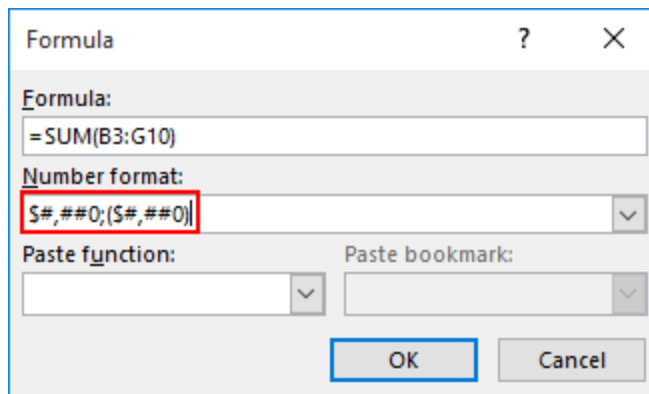 Formula ?
Formula:
=SUM(B3:G10)
Number format:
$#,##0;($#,##0)
Paste function: Paste bookmark:
OK Cancel